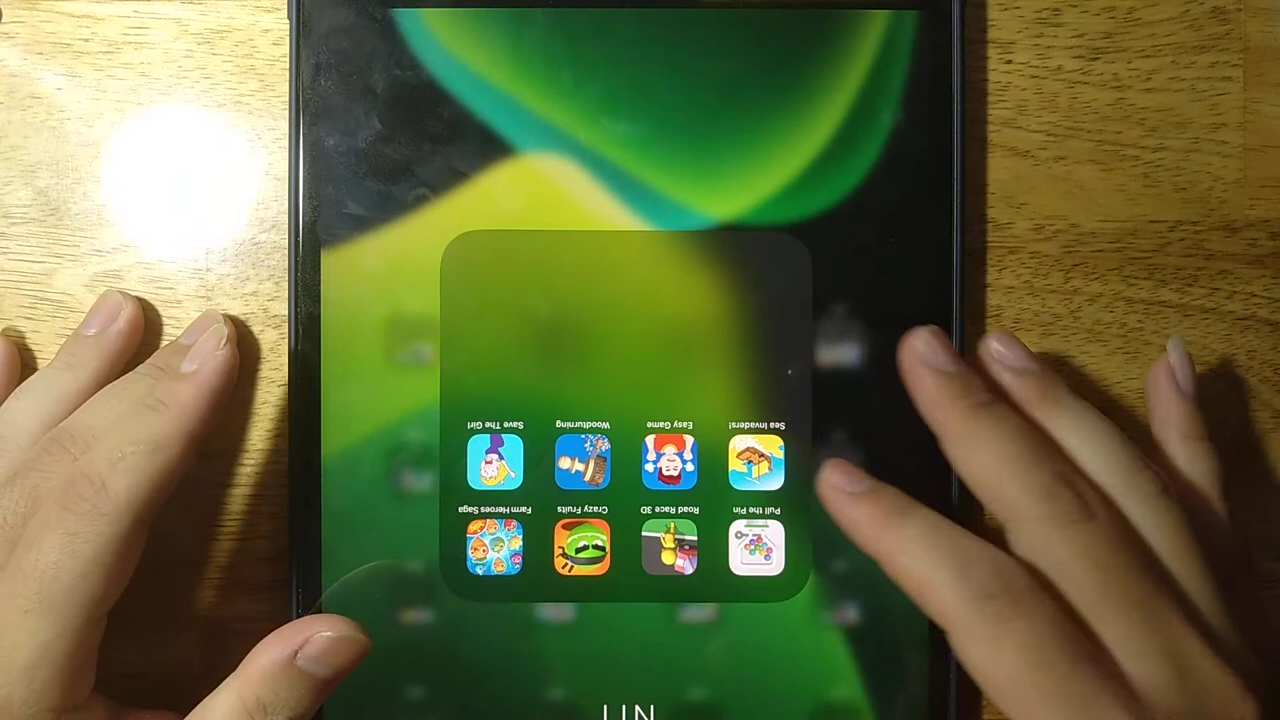 Pull the Pin
Road Race 3D
Crazy Fruits
Farm Heroes Saga
Sea Invaders!
Easy Game
Woodturning
Save The Girl